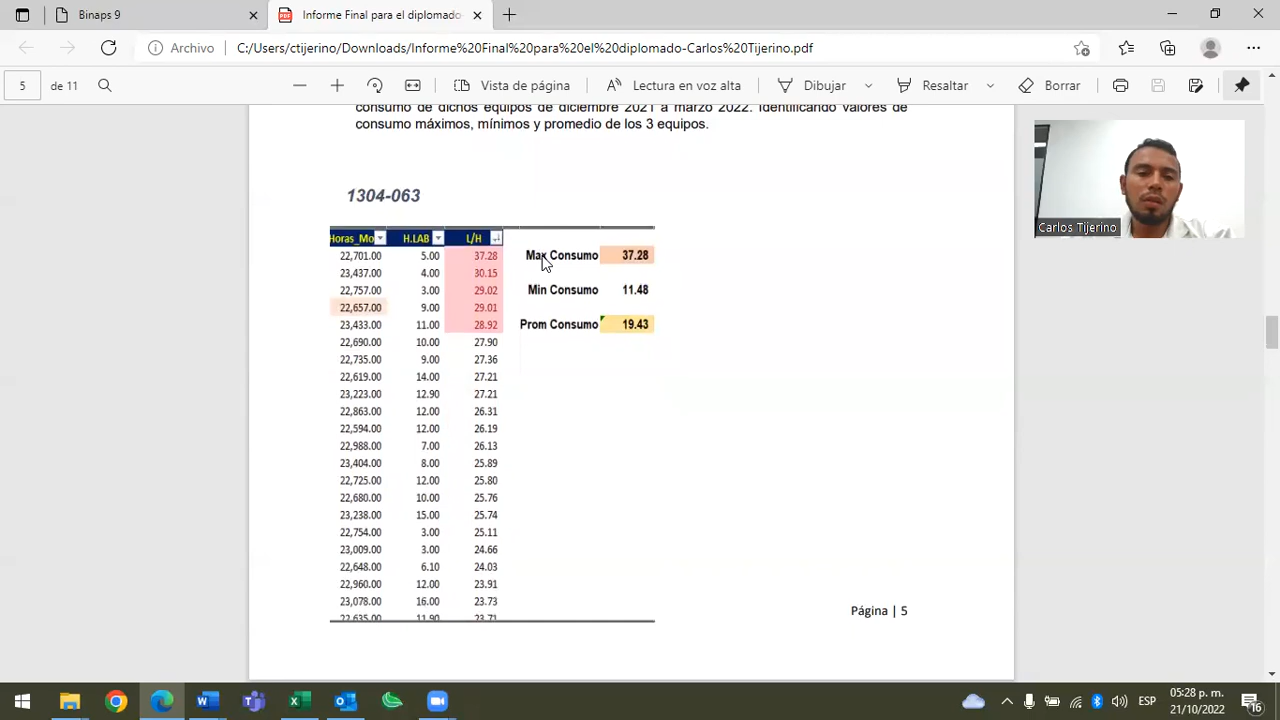 Binaps 9
Informe Final para el diplomado-
Archivo
C:/Users/ctijerino/Downloads/Informe%20Final%20para%20el%20diplomado-Carlos%20Tijerino.pdf
5
de 11
Vista de página
Lectura en voz alta
Dibujar
Resaltar
Borrar
consumo de dichos equipos de diciembre 2021 a marzo 2022. Identificando valores de
consumo máximos, mínimos y promedio de los 3 equipos.
1304-063
Horas_Mo H.LAB L/H
22,701.00 5.00 37.28
23,437.00 4.00 30.15
22,757.00 3.00 29.02
22,657.00 9.00 29.01
23,433.00 11.00 28.92
22,690.00 10.00 27.90
22,735.00 9.00 27.36
22,619.00 14.00 27.21
23,223.00 12.90 27.21
22,863.00 12.00 26.31
22,594.00 12.00 26.19
22,988.00 7.00 26.13
23,404.00 8.00 25.89
22,725.00 12.00 25.80
22,680.00 10.00 25.76
23,238.00 15.00 25.74
22,754.00 3.00 25.11
23,009.00 3.00 24.66
22,648.00 6.10 24.03
22,960.00 12.00 23.91
23,078.00 16.00 23.73
22,635.00 11.90 23.71
Max Consumo 37.28
Min Consumo 11.48
Prom Consumo 19.43
Página | 5
Carlos Tijerino
ESP
05:28 p. m.
21/10/2022
16